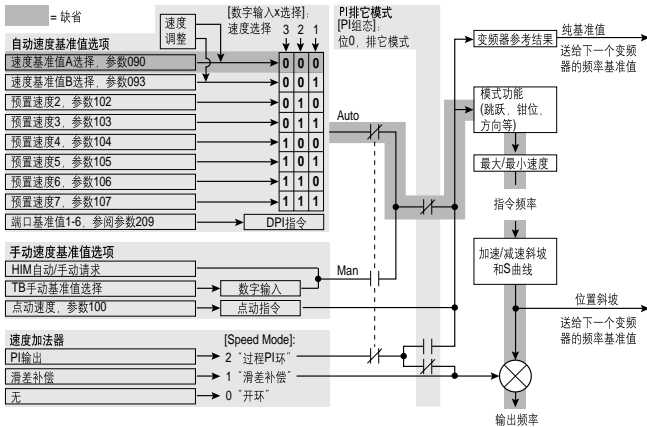 = 缺省
自动速度基准值选项
速度调整
[数字输入x选择]:
速度选择 3 2 1
速度基准值A选择, 参数090 0 0 0
速度基准值B选择, 参数093 0 0 1
预置速度2, 参数102 0 1 0
预置速度3, 参数103 0 1 1
预置速度4, 参数104 1 0 0
预置速度5, 参数105 1 0 1
预置速度6, 参数106 1 1 0
预置速度7, 参数107 1 1 1
端口基准值1-6, 参阅参数209 DPI指令
手动速度基准值选项
HIM自动/手动请求
TB手动基准值选择 数字输入
点动速度, 参数100 点动指令
速度加法器 [Speed Mode]:
PI输出 2 “过程PI环”
滑差补偿 1 “滑差补偿”
无 0 “开环”
Auto
Man
PI排它模式
[PI组态]:
位0, 排它模式
变频器参考结果
纯基准值
送给下一个变频
器的频率基准值
模式功能
(跳跃, 钳位,
方向等)
最大/最小速度
指令频率
加速/减速斜坡
和S曲线
位置斜坡
送给下一个变频
器的频率基准值
输出频率